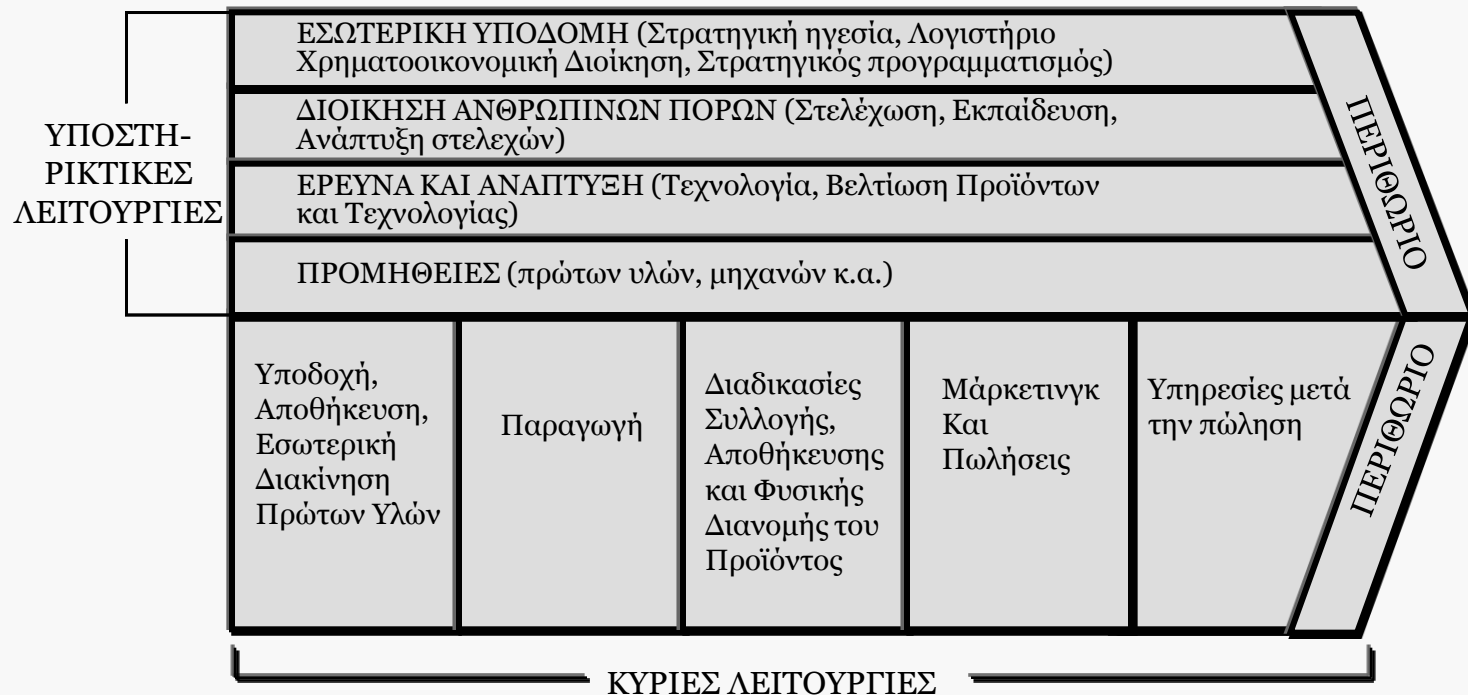 ΕΣΩΤΕΡΙΚΗ ΥΠΟΔΟΜΗ (Στρατηγική ηγεσία, Λογιστήριο
Χρηματοοικονομική Διοίκηση, Στρατηγικός προγραμματισμός)
ΔΙΟΙΚΗΣΗ ΑΝΘΡΩΠΙΝΩΝ ΠΟΡΩΝ (Στελέχωση, Εκπαίδευση,
Ανάπτυξη στελεχών)
ΕΡΕΥΝΑ ΚΑΙ ΑΝΑΠΤΥΞΗ (Τεχνολογία, Βελτίωση Προϊόντων
και Τεχνολογίας)
ΠΡΟΜΗΘΕΙΕΣ (πρώτων υλών, μηχανών κ.α.)
ΥΠΟΣΤΗ-
ΡΙΚΤΙΚΕΣ
ΛΕΙΤΟΥΡΓΙΕΣ
ΠΕΡΙΘΩΡΙΟ
Υποδοχή,
Αποθήκευση,
Εσωτερική
Διακίνηση
Πρώτων Υλών
Παραγωγή
Διαδικασίες
Συλλογής,
Αποθήκευσης
και Φυσικής
Διανομής του
Προϊόντος
Μάρκετινγκ
Και
Πωλήσεις
Υπηρεσίες μετά
την πώληση
ΠΕΡΙΘΩΡΙΟ
ΚΥΡΙΕΣ ΛΕΙΤΟΥΡΓΙΕΣ